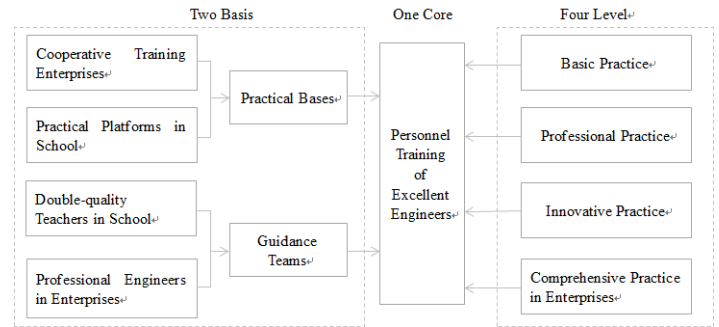 Two Basis
One Core
Four Level↵
Cooperative Training
Enterprises↵
Practical Platforms in
School↵
Practical Bases↵
Double-quality
Teachers in School↵
Professional Engineers
in Enterprises↵
Guidance
Teams↵
Personnel
Training
of
Excellent
Engineers↵
Basic Practice↵
Professional Practice↵
Innovative Practice↵
Comprehensive Practice
in Enterprises↵